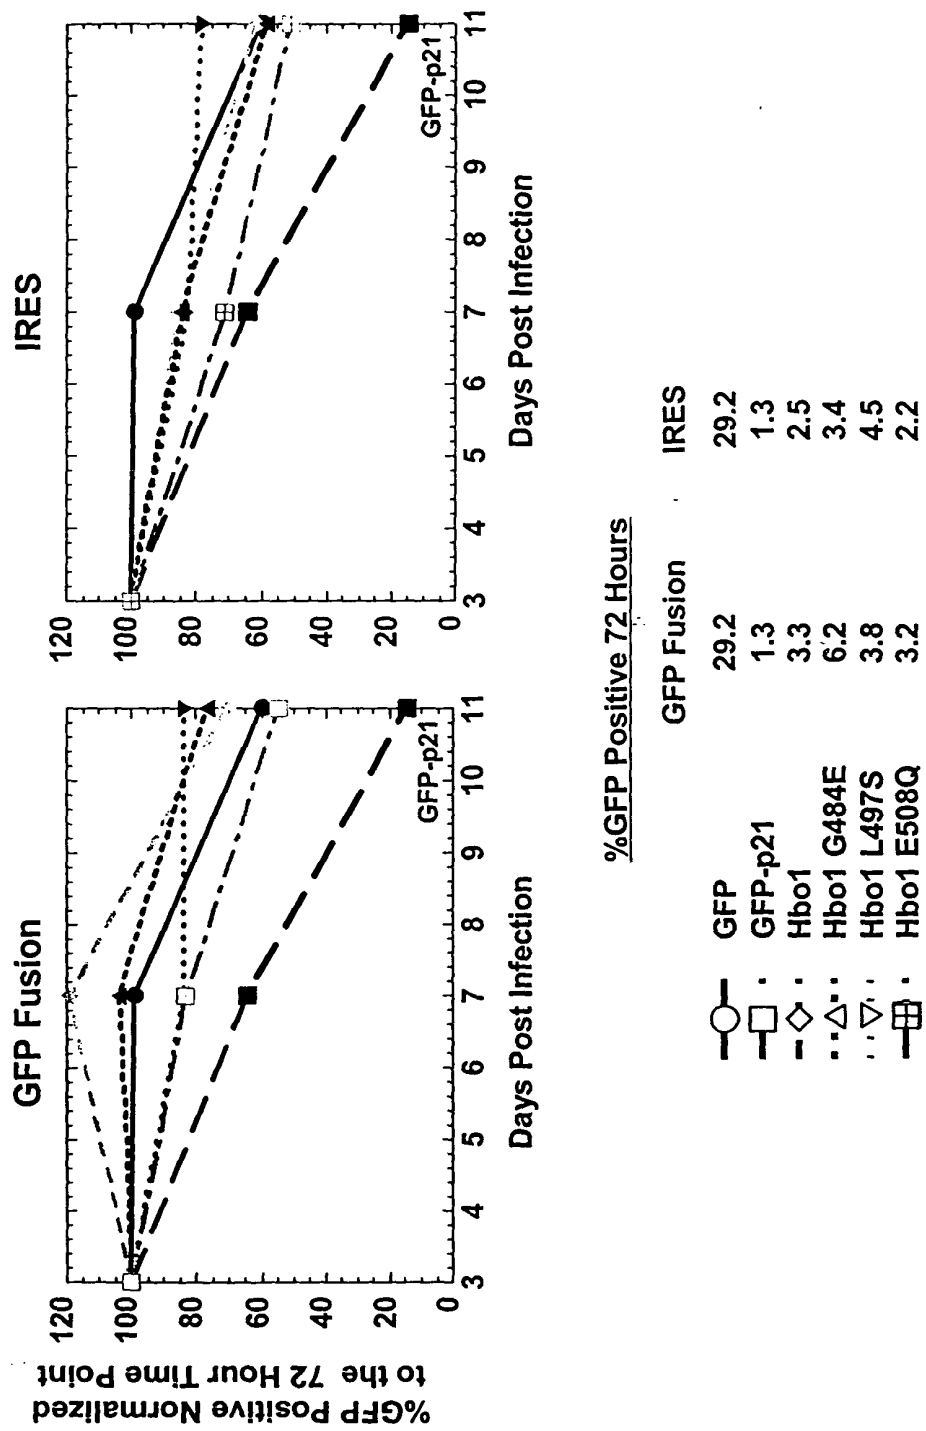 GFP Fusion
%GFP Positive Normalized
to the 72 Hour Time Point
120
100
80
60
40
20
0
3 4 5 6 7 8 9 10 11
GFP-p21
Days Post Infection
IRES
120
100
80
60
40
20
0
3 4 5 6 7 8 9 10 11
GFP-p21
Days Post Infection
%GFP Positive 72 Hours
GFP Fusion IRES
GFP 29.2 29.2
GFP-p21 1.3 1.3
Hbo1 3.3 2.5
Hbo1 G484E 6.2 3.4
Hbo1 L497S 3.8 4.5
Hbo1 E508Q 3.2 2.2